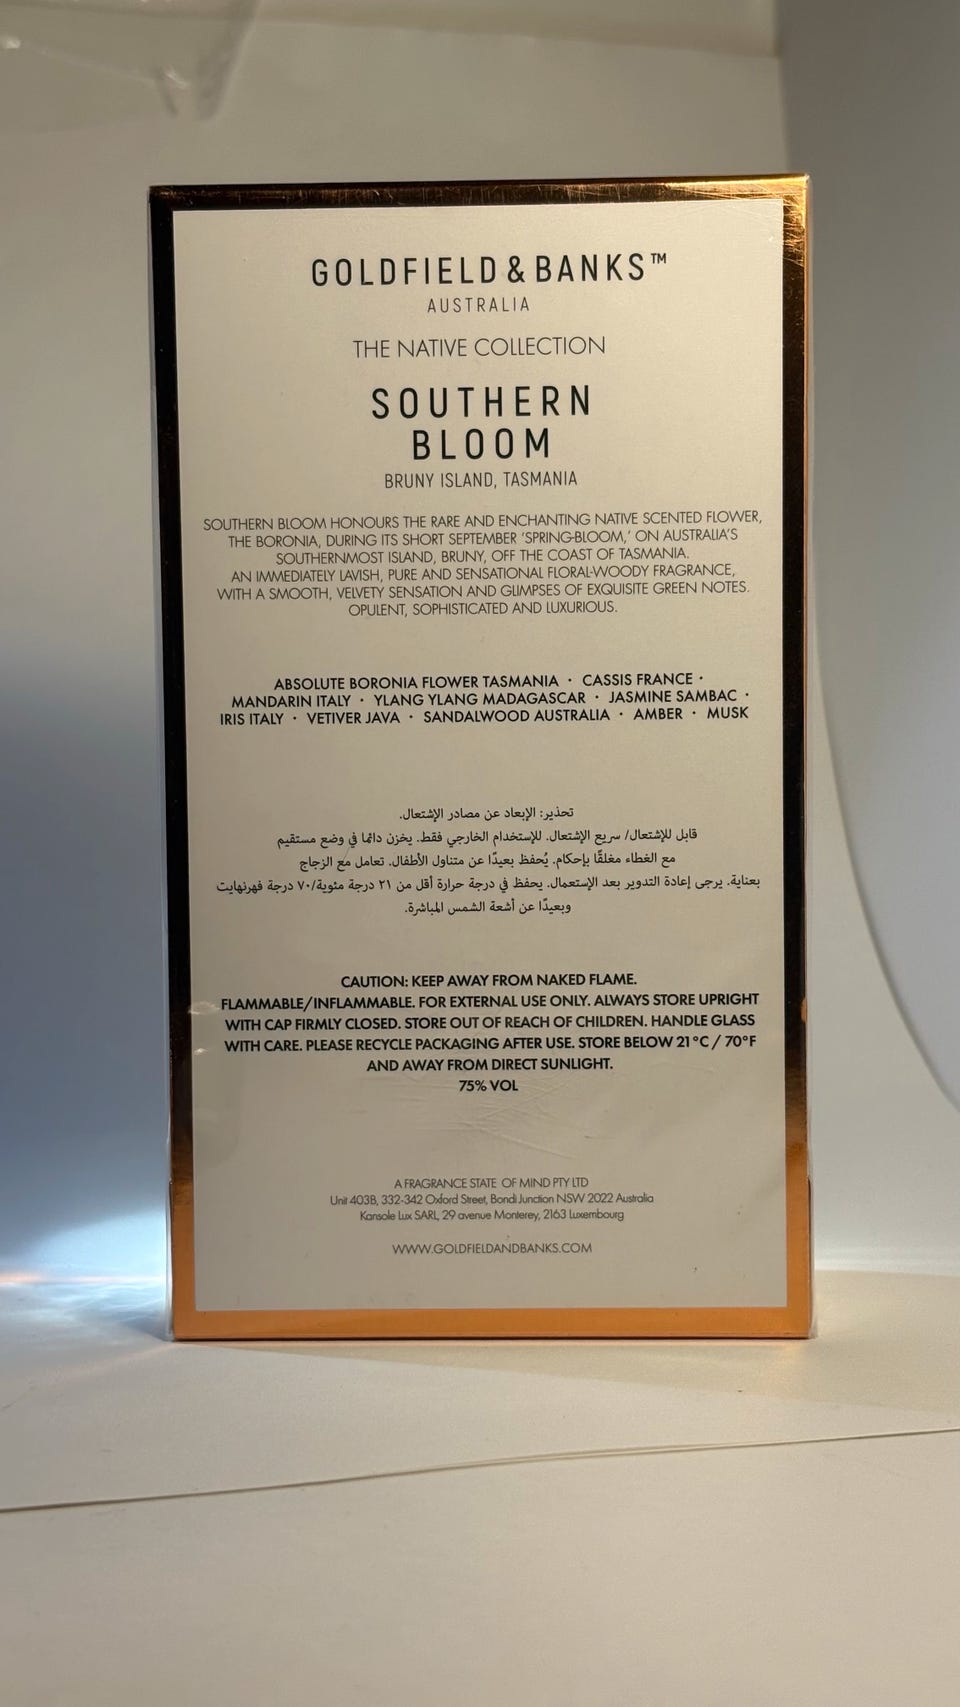 GOLDFIELD & BANKS™
AUSTRALIA
THE NATIVE COLLECTION
SOUTHERN
BLOOM
BRUNY ISLAND, TASMANIA
SOUTHERN BLOOM HONOURS THE RARE AND ENCHANTING NATIVE SCENTED FLOWER,
THE BORONIA, DURING ITS SHORT SEPTEMBER ‘SPRING-BLOOM,’ ON AUSTRALIA’S
SOUTHERNMOST ISLAND, BRUNY, OFF THE COAST OF TASMANIA.
AN IMMEDIATELY LAVISH, PURE AND SENSATIONAL FLORAL-WOODY FRAGRANCE,
WITH A SMOOTH, VELVETY SENSATION AND GLIMPSES OF EXQUISITE GREEN NOTES.
OPULENT, SOPHISTICATED AND LUXURIOUS.
ABSOLUTE BORONIA FLOWER TASMANIA · CASSIS FRANCE ·
MANDARIN ITALY · YLANG YLANG MADAGASCAR · JASMINE SAMBAC ·
IRIS ITALY · VETIVER JAVA · SANDALWOOD AUSTRALIA · AMBER · MUSK
تحذير: الإبعاد عن مصادر الإشتعال.
قابل للإشتعال/ سريع الإشتعال. للإستخدام الخارجي فقط. يخزن دائما في وضع مستقيم
مع الغطاء مغلقًا بإحكام. يُحفظ بعيدًا عن متناول الأطفال. تعامل مع الزجاج
بعناية. يرجى إعادة التدوير بعد الإستعمال. يحفظ في درجة حرارة أقل من ٢١ درجة مئوية/٧٠ درجة فهرنهايت
وبعيدًا عن أشعة الشمس المباشرة.
CAUTION: KEEP AWAY FROM NAKED FLAME.
FLAMMABLE/INFLAMMABLE. FOR EXTERNAL USE ONLY. ALWAYS STORE UPRIGHT
WITH CAP FIRMLY CLOSED. STORE OUT OF REACH OF CHILDREN. HANDLE GLASS
WITH CARE. PLEASE RECYCLE PACKAGING AFTER USE. STORE BELOW 21°C / 70°F
AND AWAY FROM DIRECT SUNLIGHT.
75% VOL
A FRAGRANCE STATE OF MIND PTY LTD
Unit 403B, 332-342 Oxford Street, Bondi Junction NSW 2022 Australia
Kansole Lux SARL, 29 avenue Monterey, 2163 Luxembourg
WWW.GOLDFIELDANDBANKS.COM